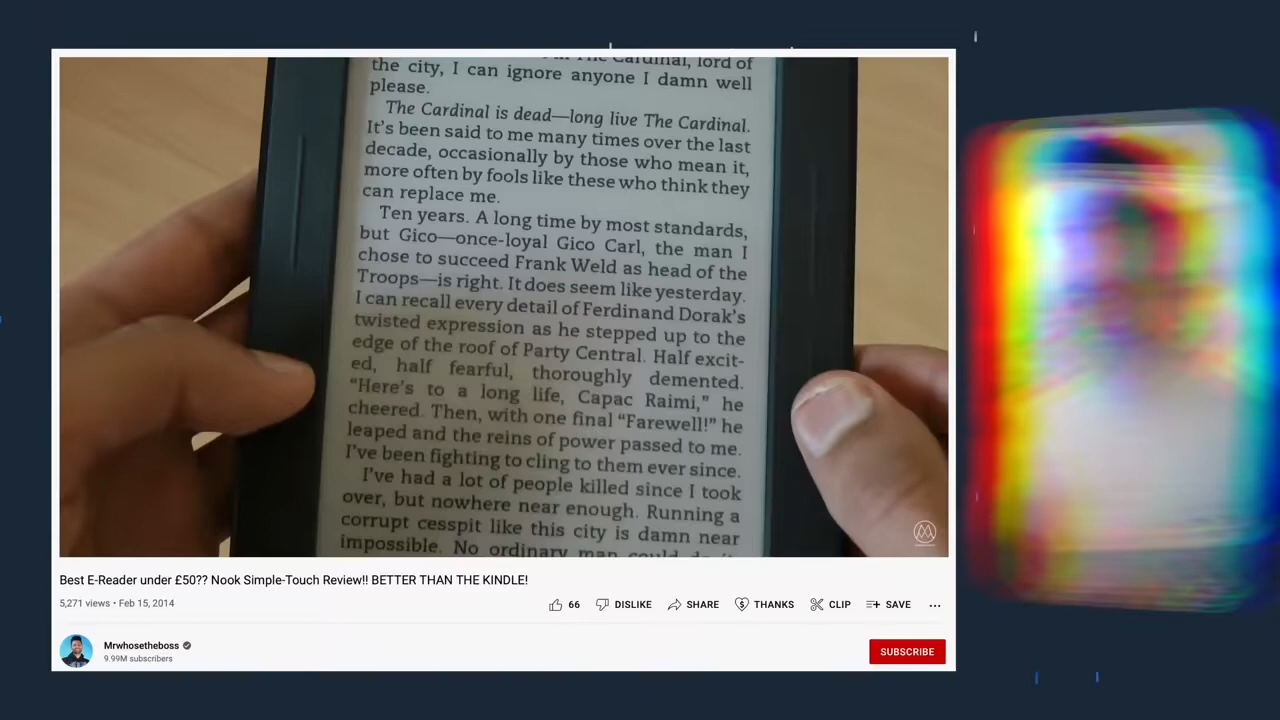 The Cardinal, lord of
the city, I can ignore anyone I damn well
please.
The Cardinal is dead—long live The Cardinal.
It's been said to me many times over the last
decade, occasionally by those who mean it,
more often by fools like these who think they
can replace me.
Ten years. A long time by most standards,
but Gico—once-loyal Gico Carl, the man I
chose to succeed Frank Weld as head of the
Troops—is right. It does seem like yesterday.
I can recall every detail of Ferdinand Dorak's
twisted expression as he stepped up to the
edge of the roof of Party Central. Half excit-
ed, half fearful, thoroughly demented.
"Here's to a long life, Capac Raimi," he
cheered. Then, with one final "Farewell!" he
leaped and the reins of power passed to me.
I've been fighting to cling to them ever since.
I've had a lot of people killed since I took
over, but nowhere near enough. Running a
corrupt cesspit like this city is damn near
impossible. No ordinary man could
Best E-Reader under £50?? Nook Simple-Touch Review!! BETTER THAN THE KINDLE!
5,271 views • Feb 15, 2014
66 DISLIKE SHARE THANKS CLIP SAVE ...
Mrwhosetheboss
9.99M subscribers
SUBSCRIBE